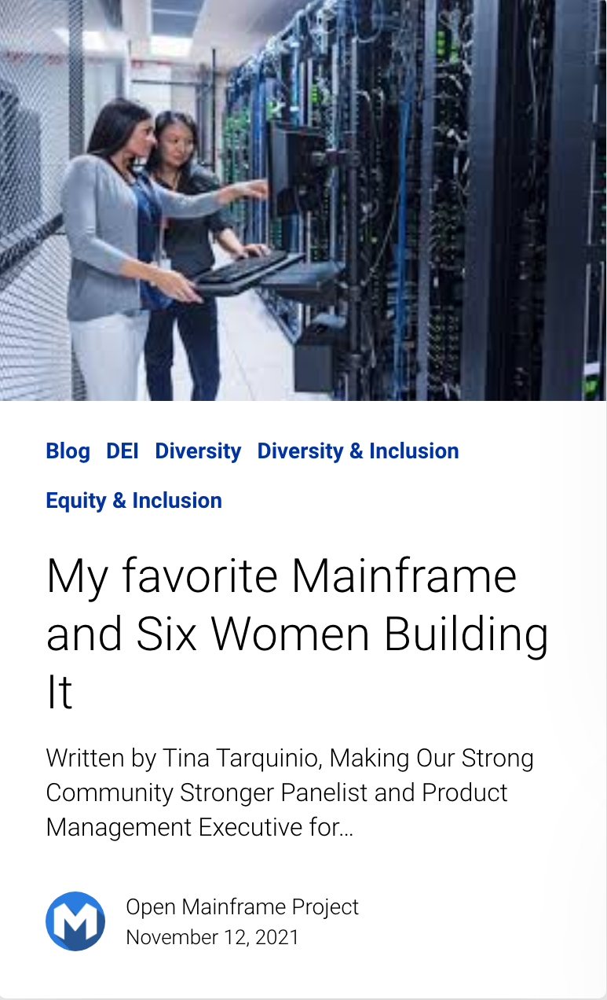 Blog DEI Diversity Diversity & Inclusion
Equity & Inclusion
My favorite Mainframe
and Six Women Building
It
Written by Tina Tarquinio, Making Our Strong
Community Stronger Panelist and Product
Management Executive for...
Open Mainframe Project
November 12, 2021